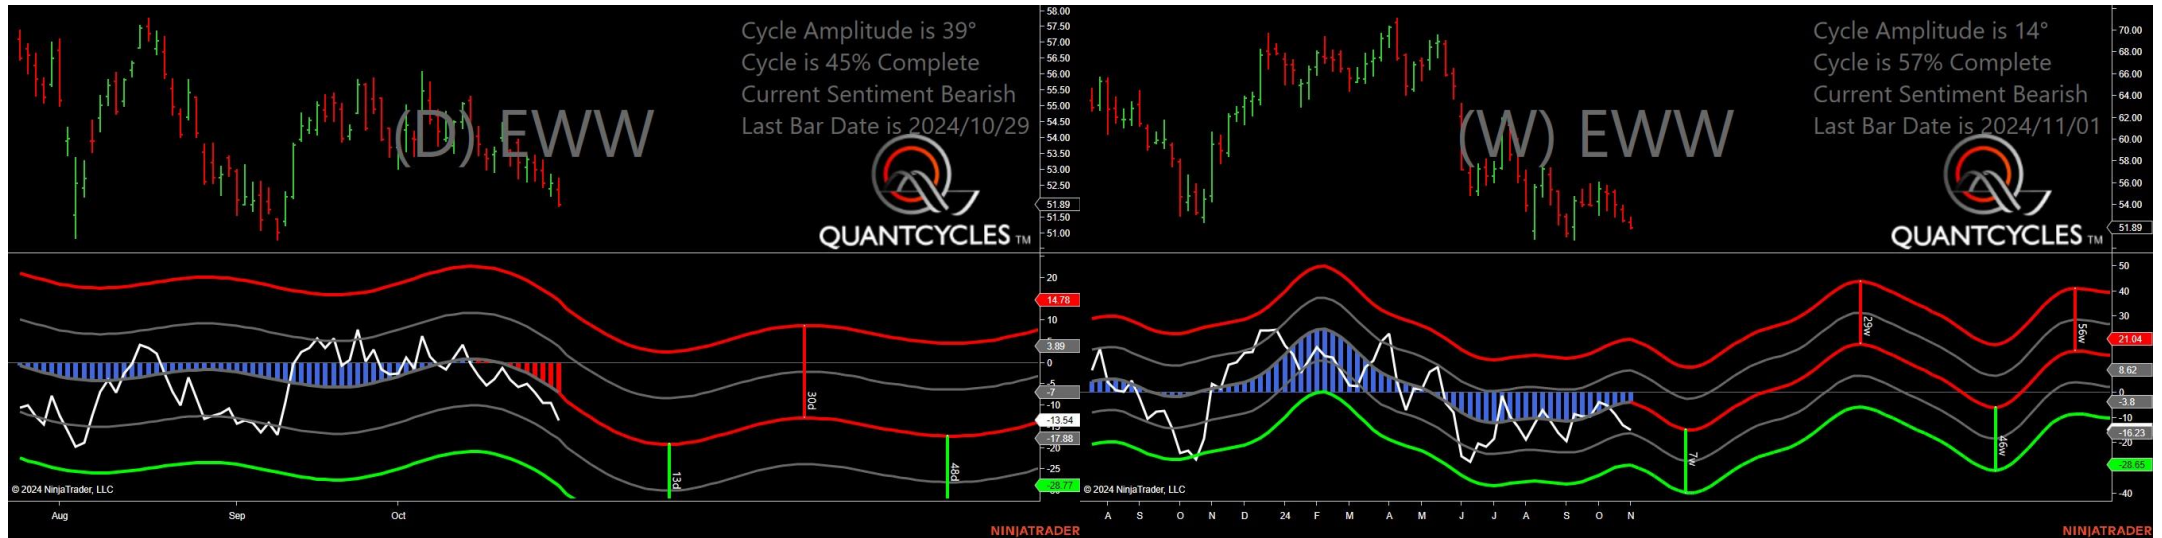 Cycle Amplitude is 39°
Cycle is 45% Complete
Current Sentiment Bearish
Last Bar Date is 2024/10/29
(D) EWW
QUANTCYCLES TM
58.00
57.50
57.00
56.50
56.00
55.50
55.00
54.50
54.00
53.50
53.00
52.50
51.89
51.50
51.00
20
14.78
10
3.89
0
-5
-7
-10
-13.54
-17.88
-20
-25
-28.77
30d
13d
48d
© 2024 NinjaTrader, LLC
Aug Sep Oct
NINJATRADER
Cycle Amplitude is 14°
Cycle is 57% Complete
Current Sentiment Bearish
Last Bar Date is 2024/11/01
(W) EWW
QUANTCYCLES TM
70.00
68.00
66.00
64.00
62.00
60.00
58.00
56.00
54.00
51.89
50
40
30
21.04
8.62
0
-3.8
-10
-16.23
-20
-28.65
-40
29w
56w
7w
46w
© 2024 NinjaTrader, LLC
A S O N D 24 F M A M J J A S O N
NINJATRADER